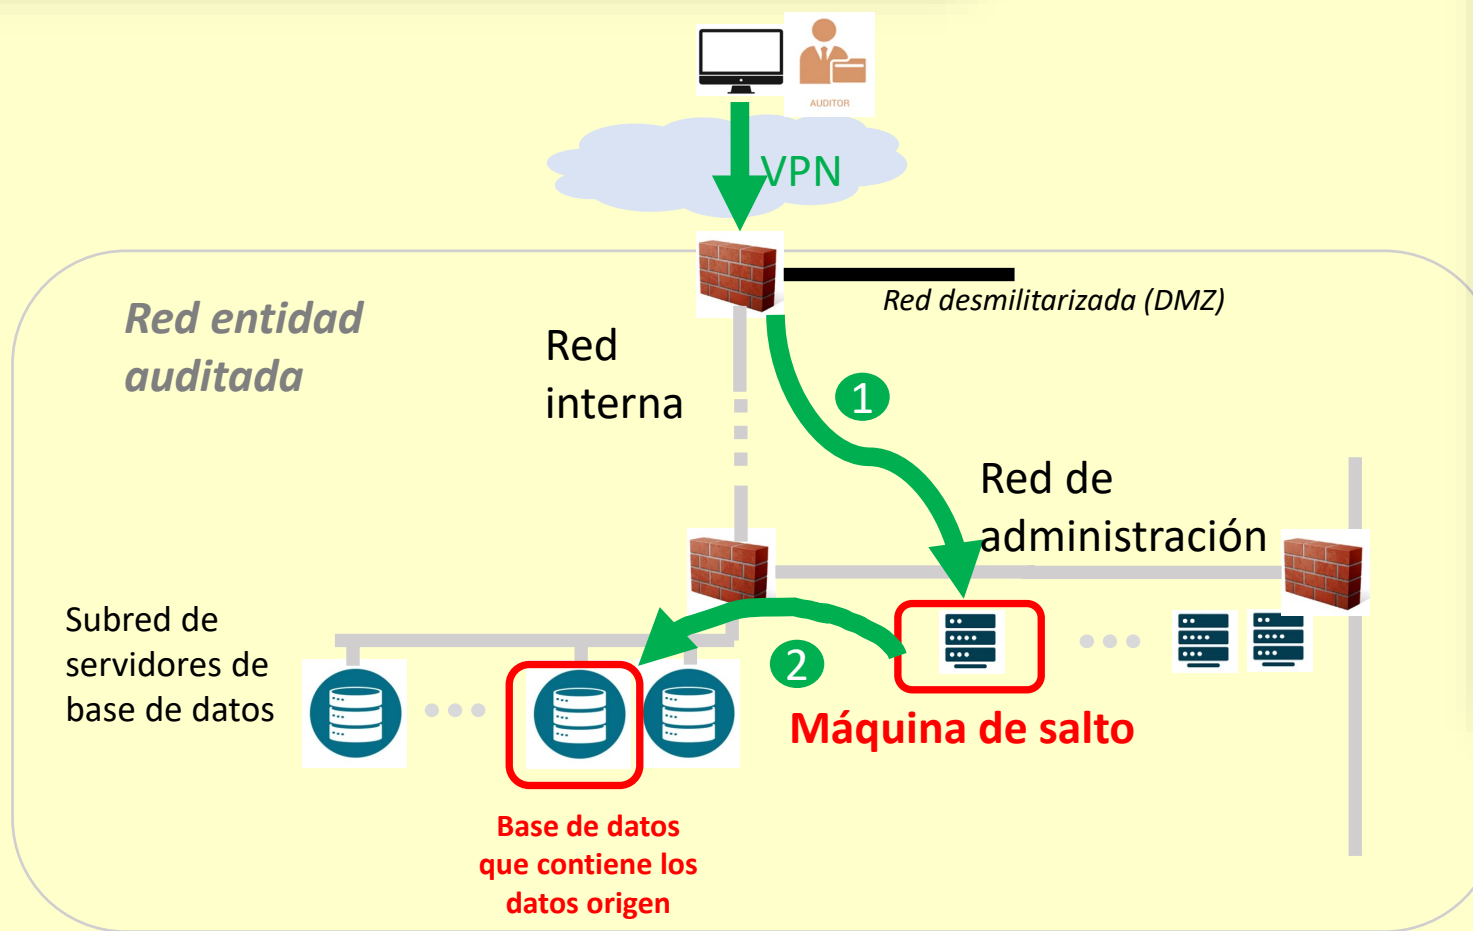 AUDITOR
VPN
Red desmilitarizada (DMZ)
Red entidad
auditada
Red
interna
1
Red de
administración
Subred de
servidores de
base de datos
2
Máquina de salto
Base de datos
que contiene los
datos origen